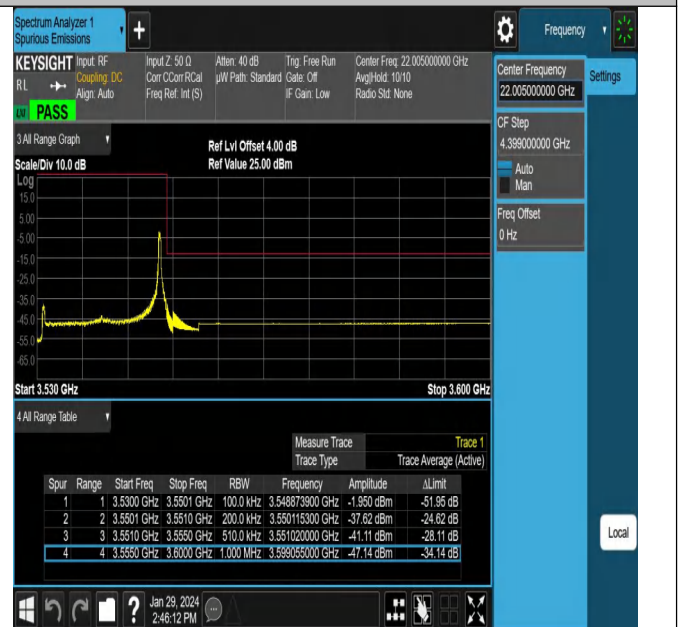 Spectrum Analyzer 1
Spurious Emissions
Frequency
KEYSIGHT
RL
Input: RF
Coupling: DC
Align: Auto
Input Z: 50 Ω
Corr CCorr RCal
Freq Ref: Int (S)
Atten: 40 dB
µW Path: Standard
Trig: Free Run
Gate: Off
IF Gain: Low
Center Freq: 22.005000000 GHz
Avg|Hold: 10/10
Radio Std: None
LXI PASS
Center Frequency
22.005000000 GHz
Settings
CF Step
4.399000000 GHz
Auto
Man
Freq Offset
0 Hz
3 All Range Graph
Scale/Div 10.0 dB
Ref Lvl Offset 4.00 dB
Ref Value 25.00 dBm
Log
15.0
5.00
-5.00
-15.0
-25.0
-35.0
-45.0
-55.0
-65.0
Start 3.530 GHz
Stop 3.600 GHz
4 All Range Table
Measure Trace Trace 1
Trace Type Trace Average (Active)
Spur Range Start Freq Stop Freq RBW Frequency Amplitude ΔLimit
1 1 3.5300 GHz 3.5501 GHz 100.0 kHz 3.548873900 GHz -1.950 dBm -51.95 dB
2 2 3.5501 GHz 3.5510 GHz 200.0 kHz 3.550115300 GHz -37.62 dBm -24.62 dB
3 3 3.5510 GHz 3.5550 GHz 510.0 kHz 3.551020000 GHz -41.11 dBm -28.11 dB
4 4 3.5550 GHz 3.6000 GHz 1.000 MHz 3.599055000 GHz -47.14 dBm -34.14 dB
Local
Jan 29, 2024
2:46:12 PM